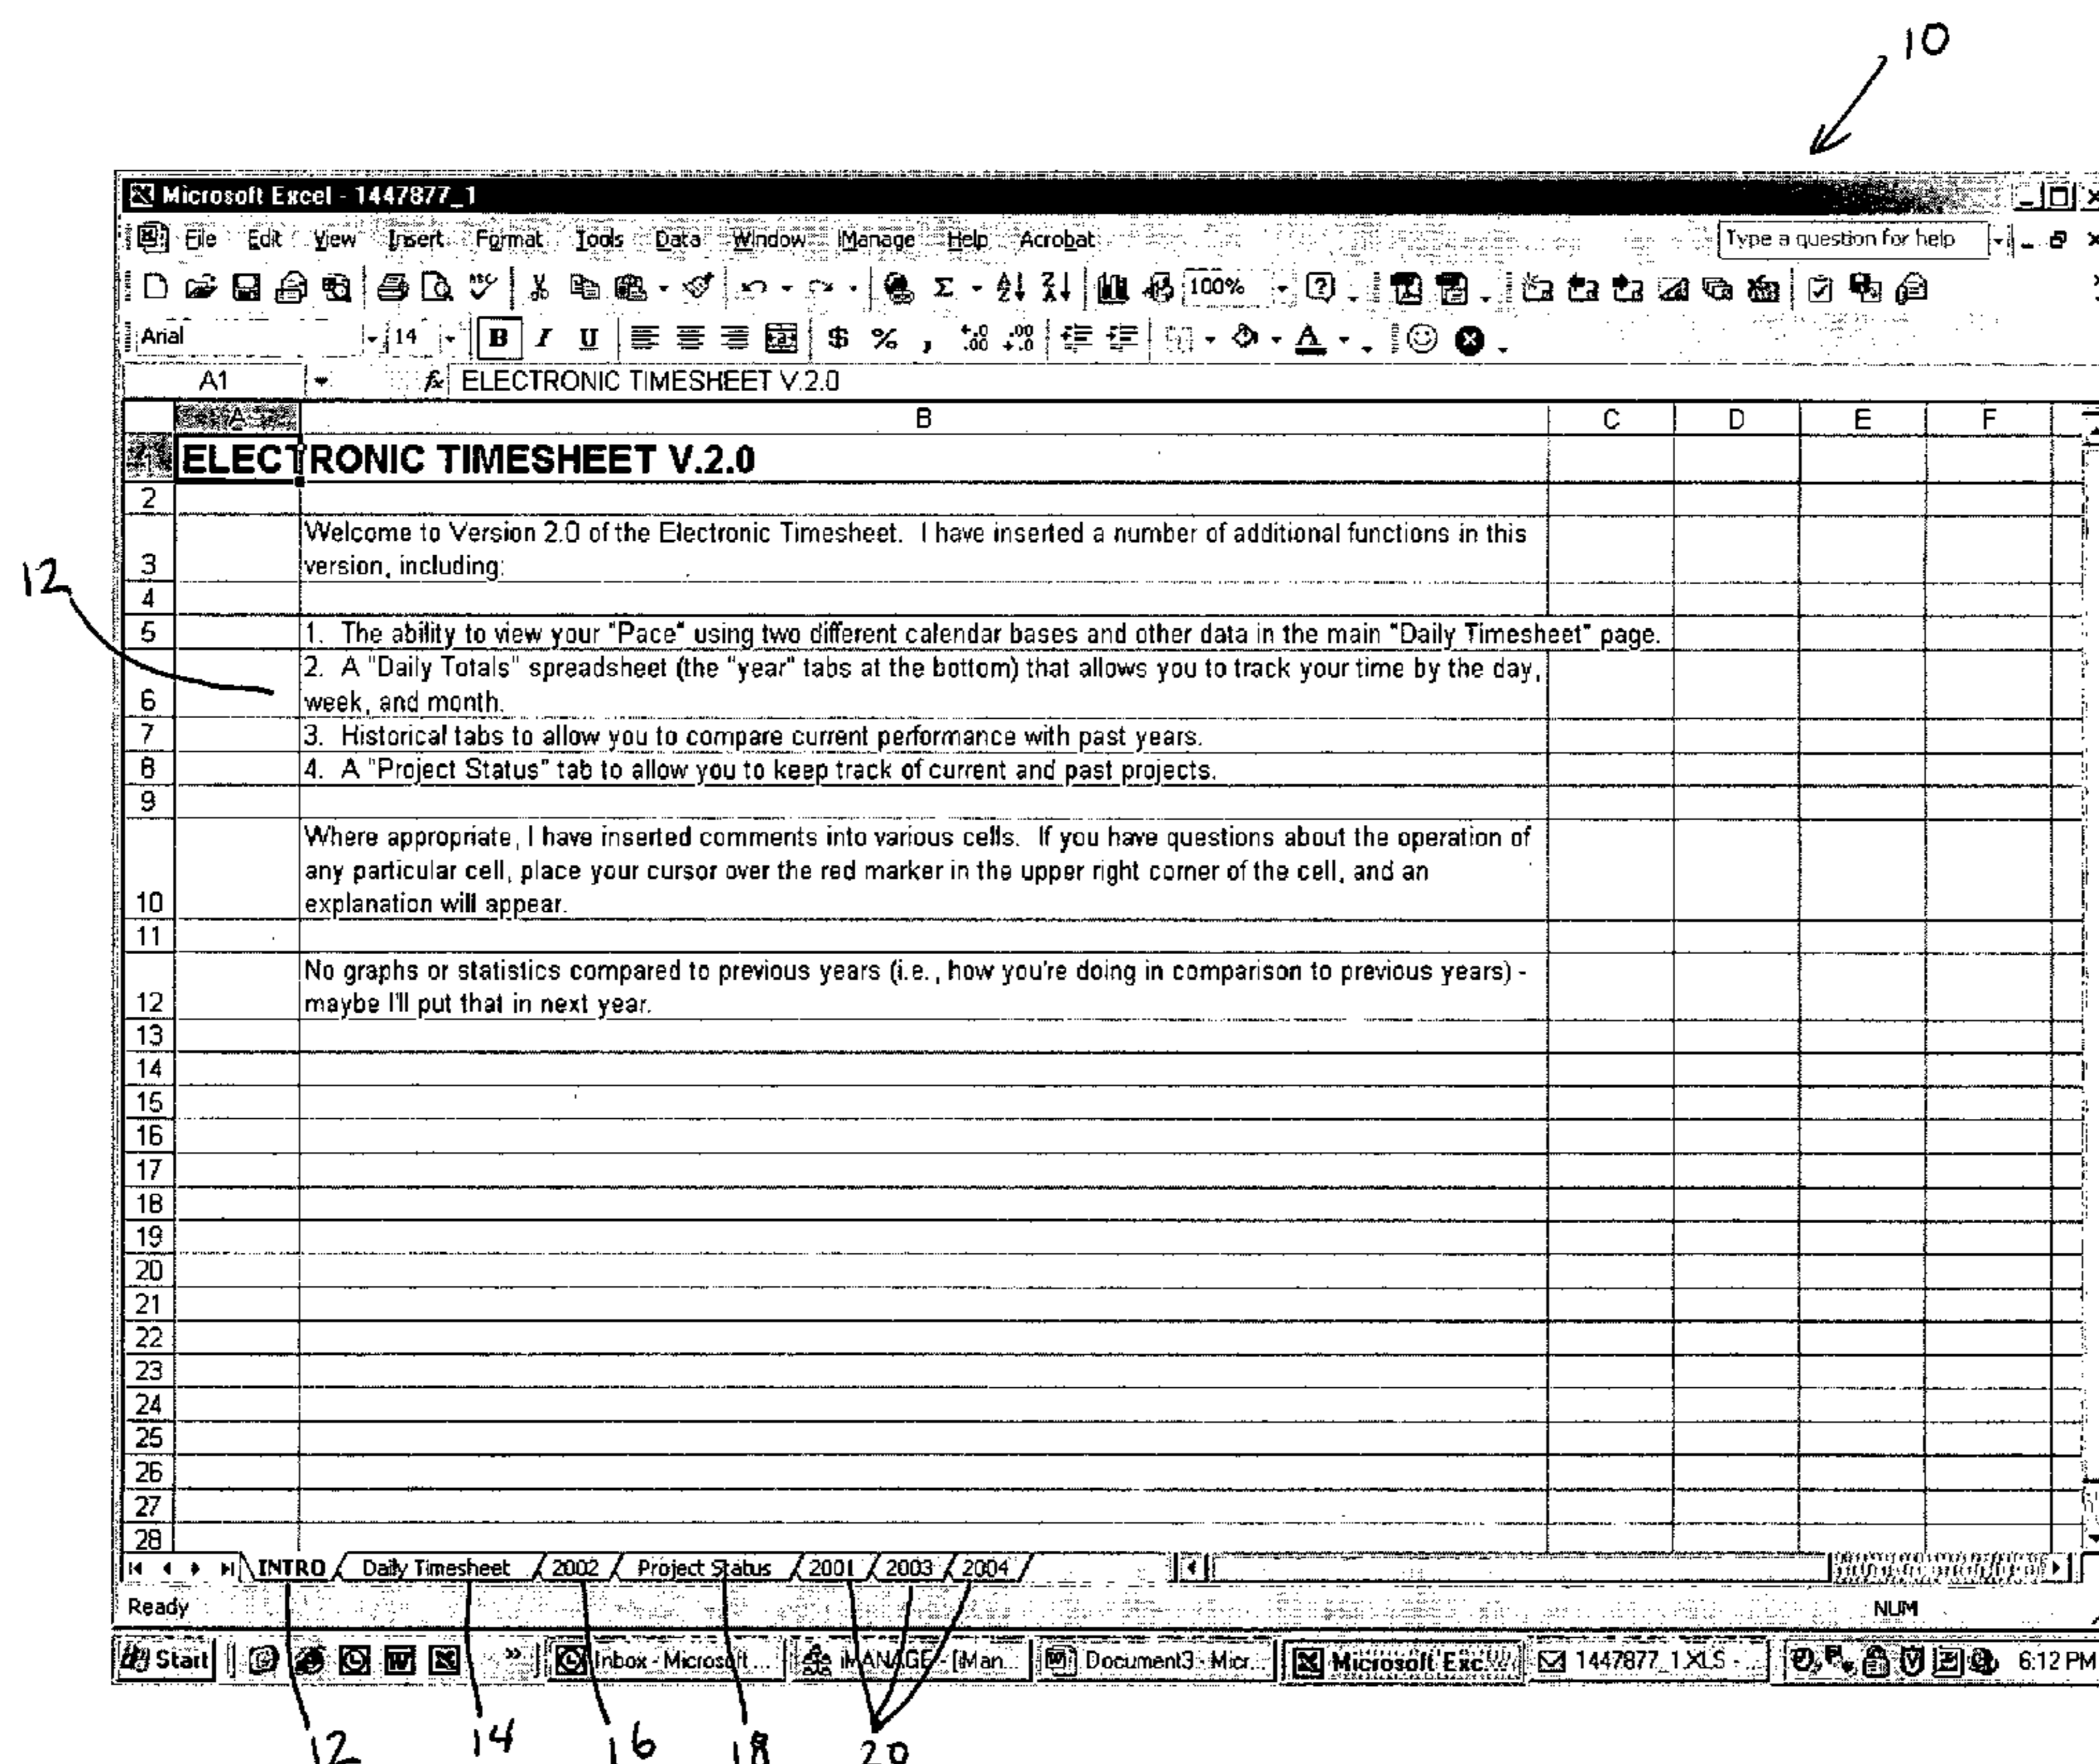 10
Microsoft Excel - 1447877_1
File Edit View Insert Format Tools Data Window Manage Help Acrobat Type a question for help
100%
Arial 14 B I U $ % ,
A1 fx ELECTRONIC TIMESHEET V.2.0
A B C D E F
1 ELECTRONIC TIMESHEET V.2.0
2
Welcome to Version 2.0 of the Electronic Timesheet. I have inserted a number of additional functions in this
3 version, including:
12
4
5 1. The ability to view your "Pace" using two different calendar bases and other data in the main "Daily Timesheet" page.
2. A "Daily Totals" spreadsheet (the "year" tabs at the bottom) that allows you to track your time by the day,
6 week, and month.
7 3. Historical tabs to allow you to compare current performance with past years.
8 4. A "Project Status" tab to allow you to keep track of current and past projects.
9
Where appropriate, I have inserted comments into various cells. If you have questions about the operation of
any particular cell, place your cursor over the red marker in the upper right corner of the cell, and an
10 explanation will appear.
11
No graphs or statistics compared to previous years (i.e., how you're doing in comparison to previous years) -
12 maybe I'll put that in next year.
13
14
15
16
17
18
19
20
21
22
23
24
25
26
27
28
INTRO Daily Timesheet 2002 Project Status 2001 2003 2004
Ready NUM
Start Inbox - Microsoft ... iMANAGE - [Man... Document3 - Micr... Microsoft Exc... 1447877_1.XLS - ... 6:12 PM
12 14 16 18 20